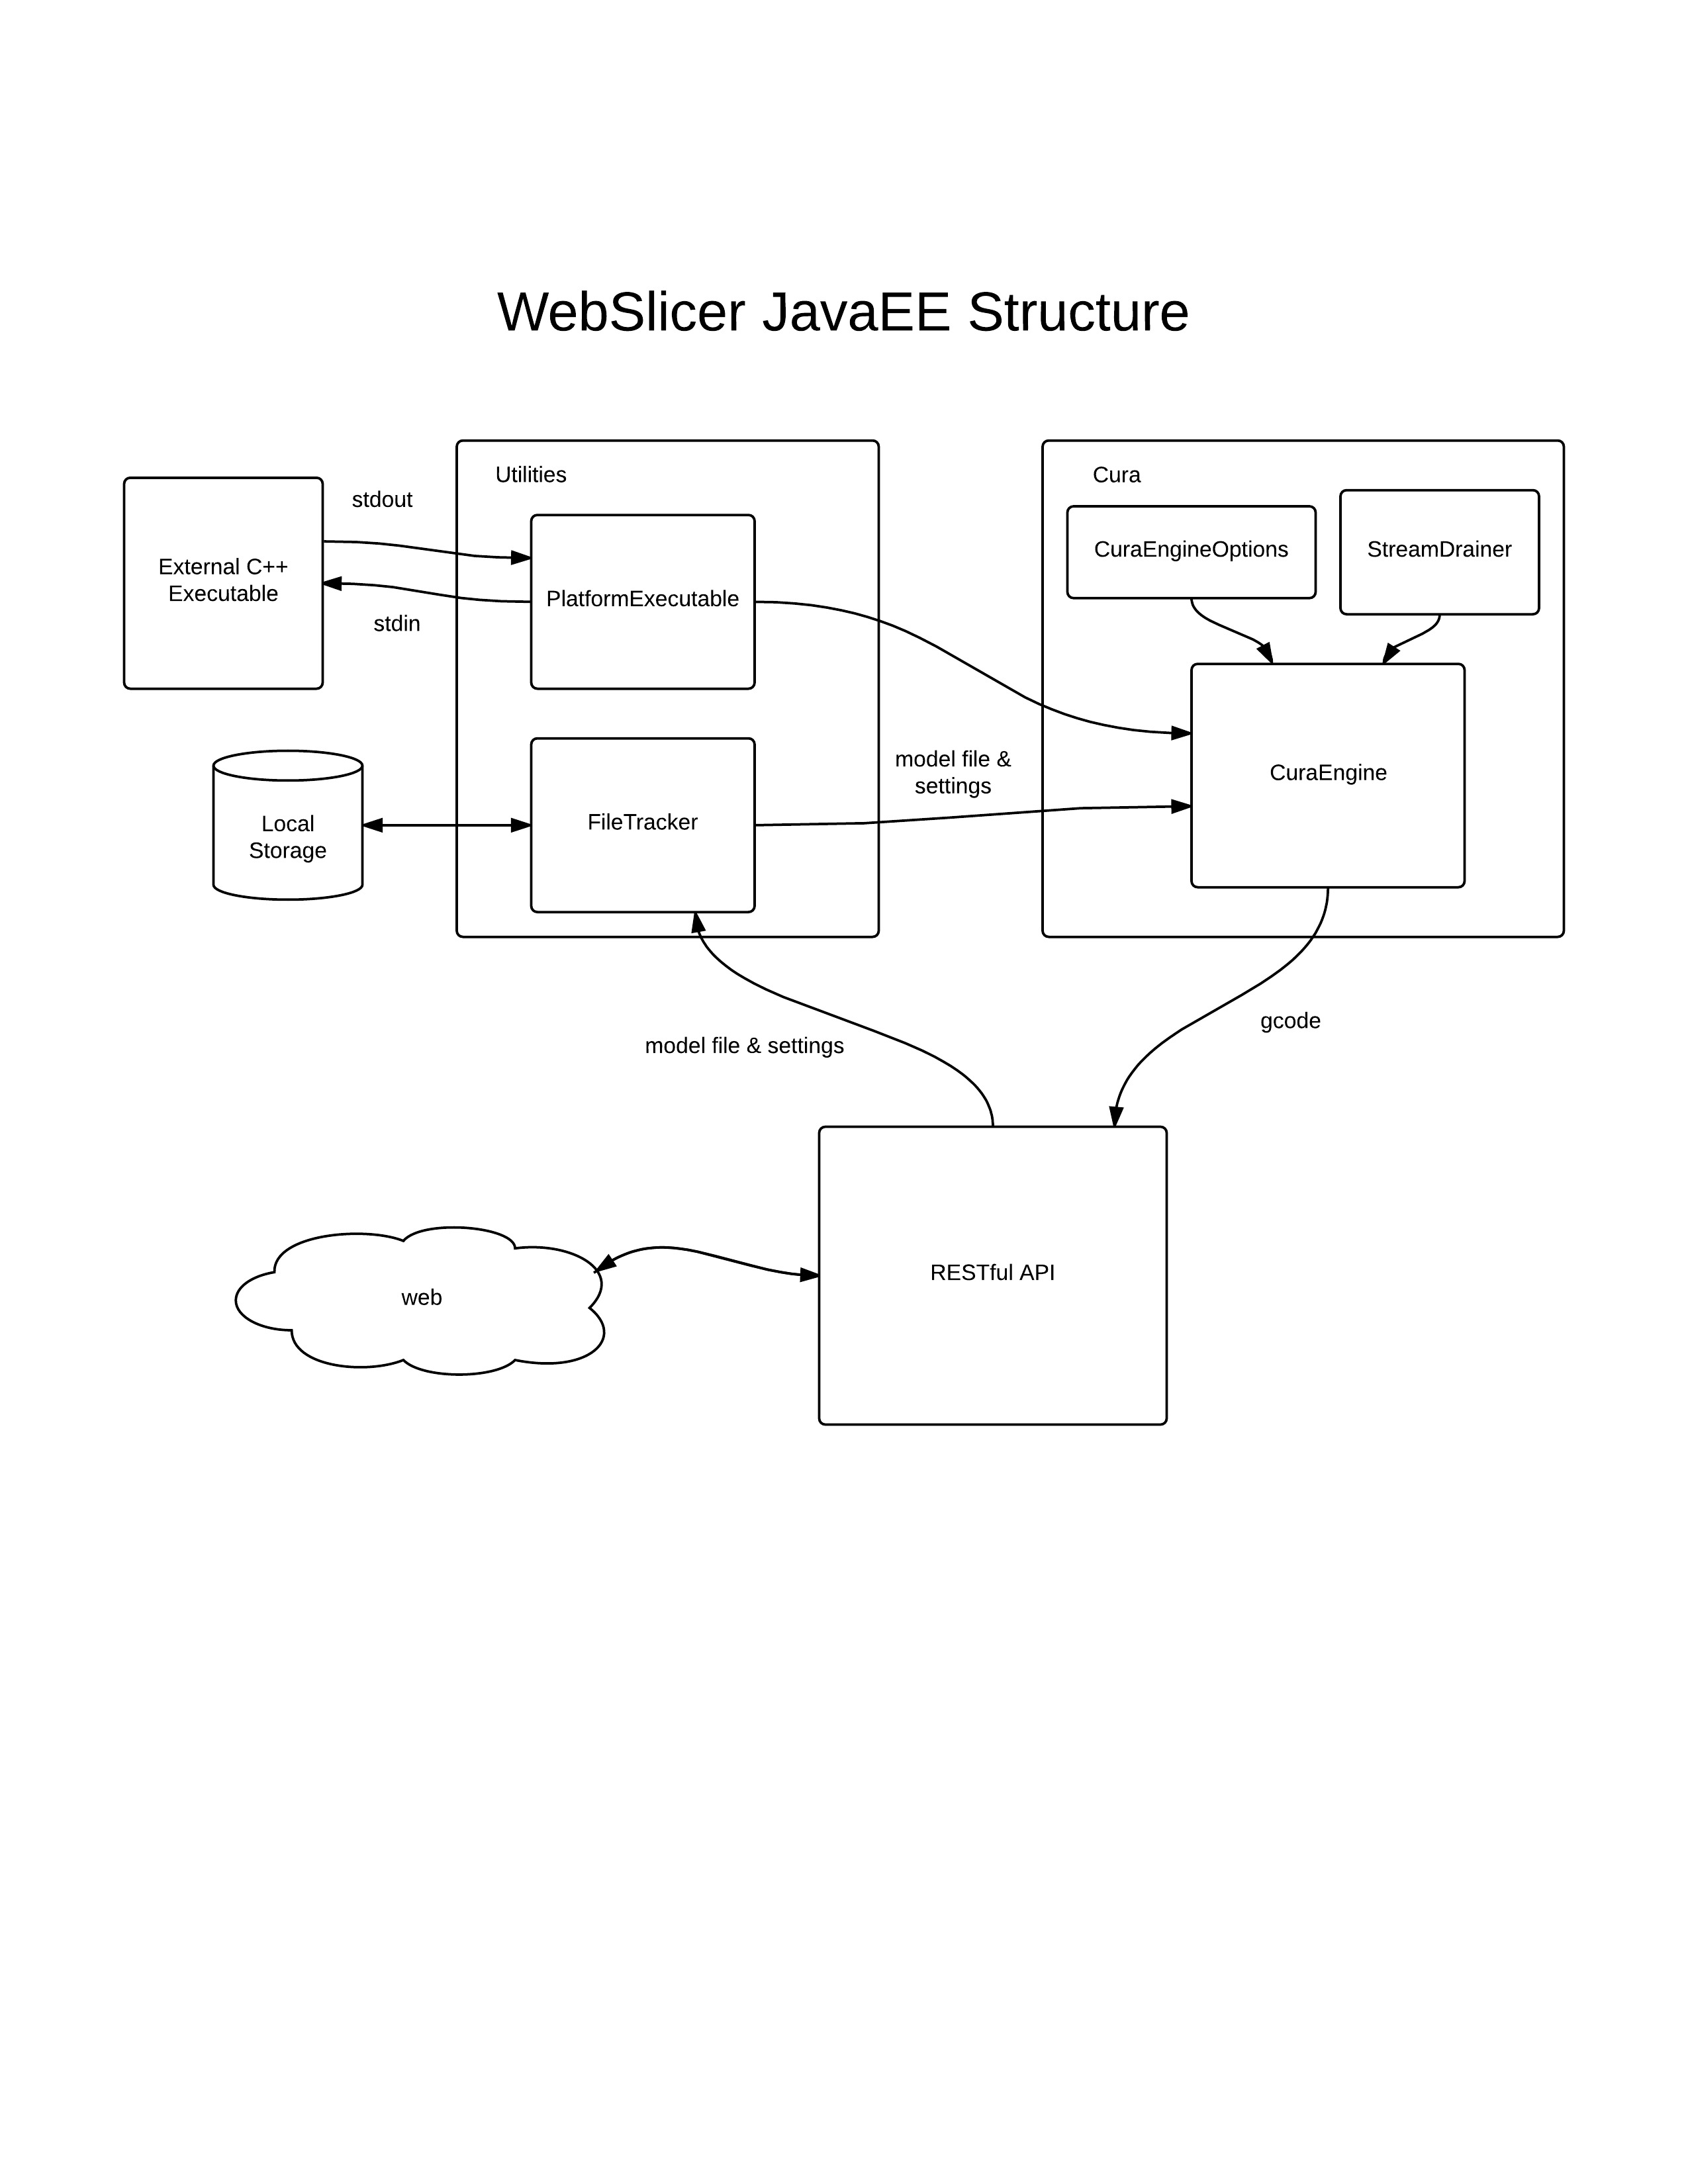 WebSlicer JavaEE Structure
Utilities
Cura
stdout
External C++
Executable
stdin
PlatformExecutable
CuraEngineOptions
StreamDrainer
model file &
settings
CuraEngine
Local
Storage
FileTracker
model file & settings
gcode
web
RESTful API